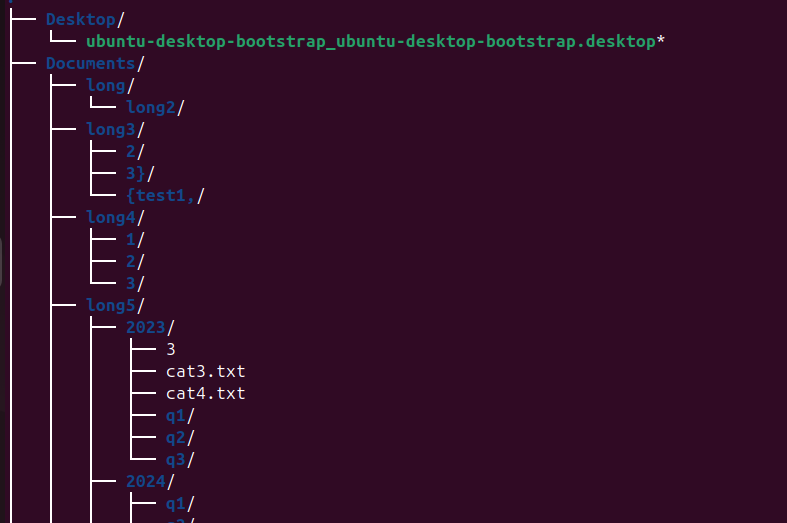 Desktop/
ubuntu-desktop-bootstrap_ubuntu-desktop-bootstrap.desktop*
Documents/
long/
long2/
long3/
2/
3}/
{test1,/
long4/
1/
2/
3/
long5/
2023/
3
cat3.txt
cat4.txt
q1/
q2/
q3/
2024/
q1/